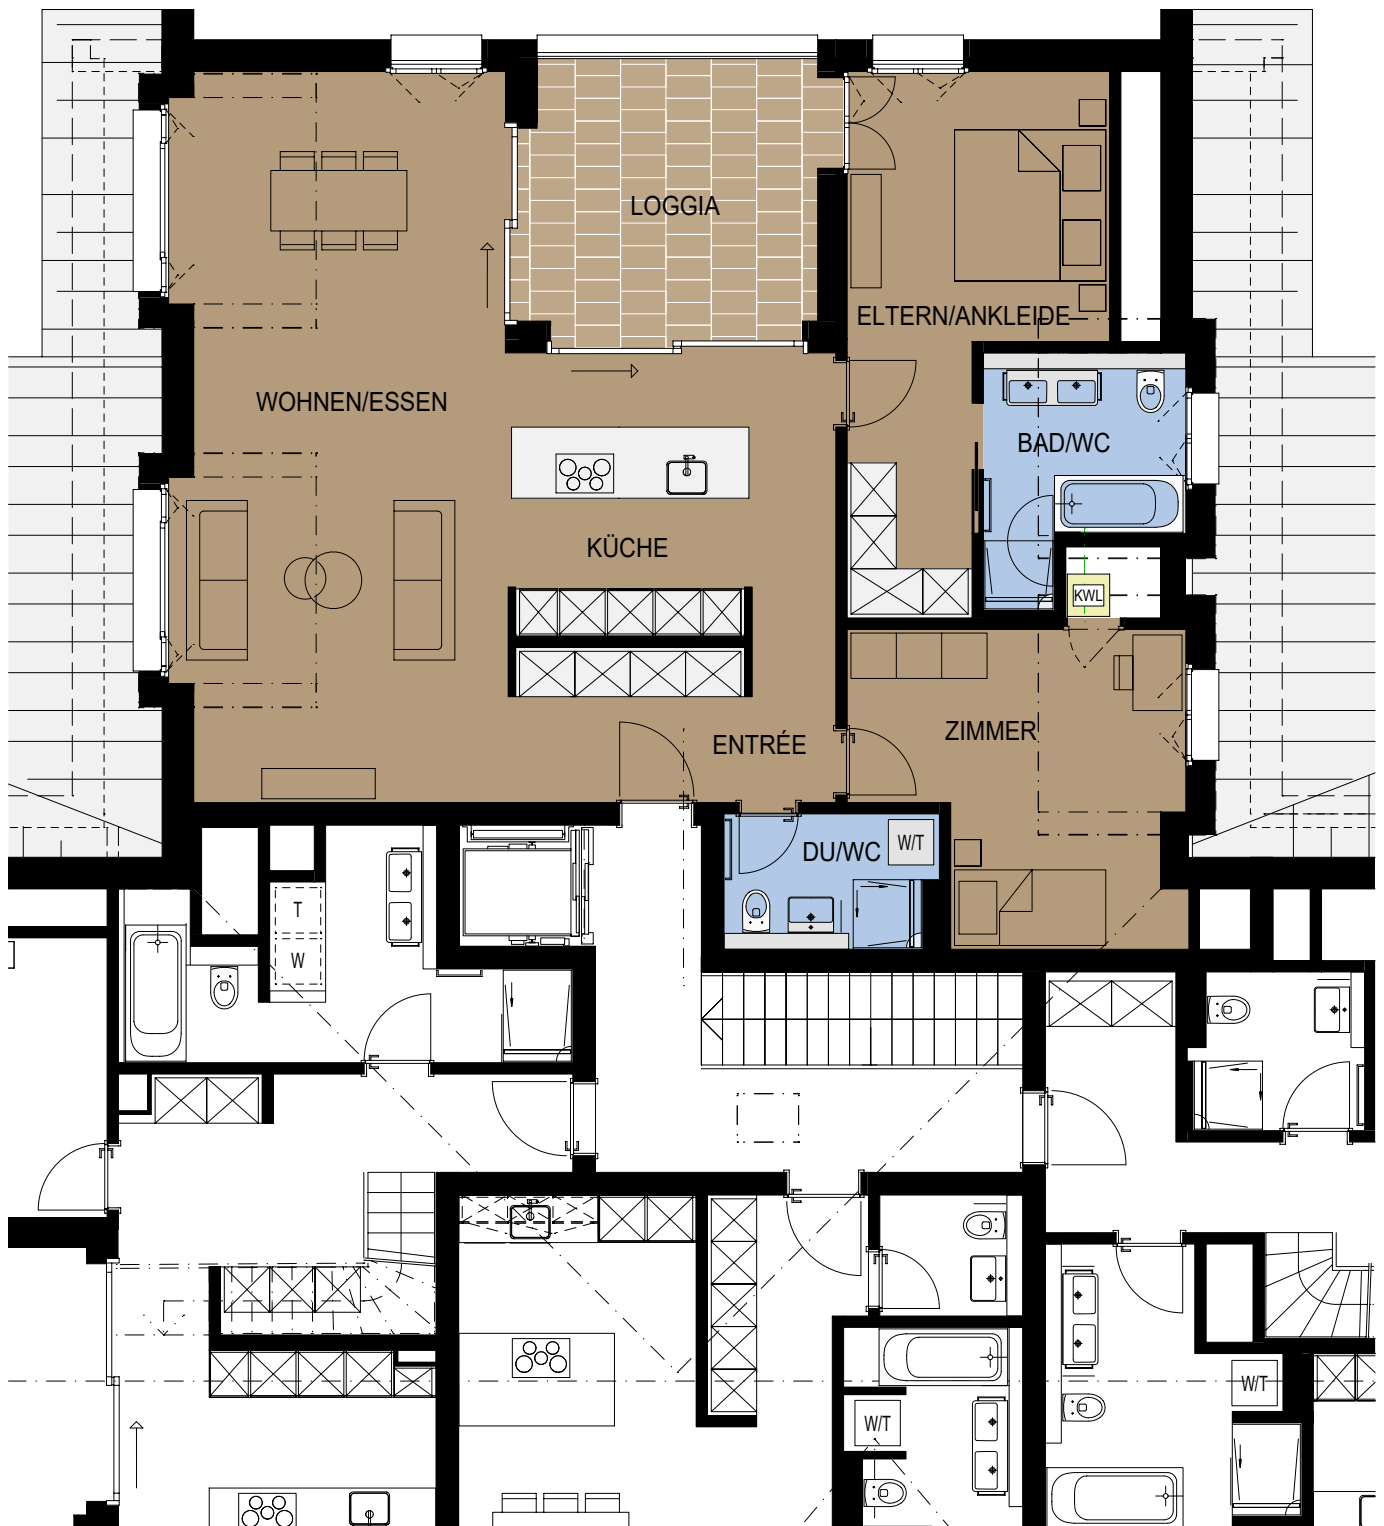 LOGGIA
ELTERN/ANKLEIDE
WOHNEN/ESSEN
BAD/WC
KÜCHE
KWL
ZIMMER
ENTRÉE
DU/WC
W/T
T
W
W/T
W/T